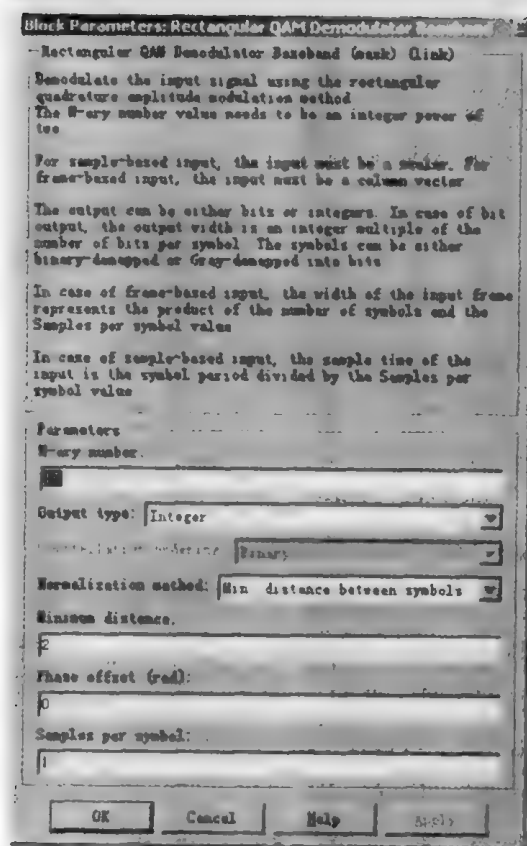 Block Parameters: Rectangular QAM Demodulator Baseband
Rectangular QAM Demodulator Baseband (mask) (link)
Demodulate the input signal using the rectangular
quadrature amplitude modulation method
The M-ary number value needs to be an integer power of
two
For sample-based input, the input must be a scalar. For
frame-based input, the input must be a column vector
The output can be either bits or integers. In case of bit
output, the output width is an integer multiple of the
number of bits per symbol The symbols can be either
binary-demapped or Gray-demapped into bits
In case of frame-based input, the width of the input frame
represents the product of the number of symbols and the
Samples per symbol value
In case of sample-based input, the sample time of the
input is the symbol period divided by the Samples per
symbol value
Parameters
M-ary number:
Output type: Integer
Constellation ordering: Binary
Normalization method: Min distance between symbols
Minimum distance:
2
Phase offset (rad):
0
Samples per symbol:
1
OK Cancel Help Apply